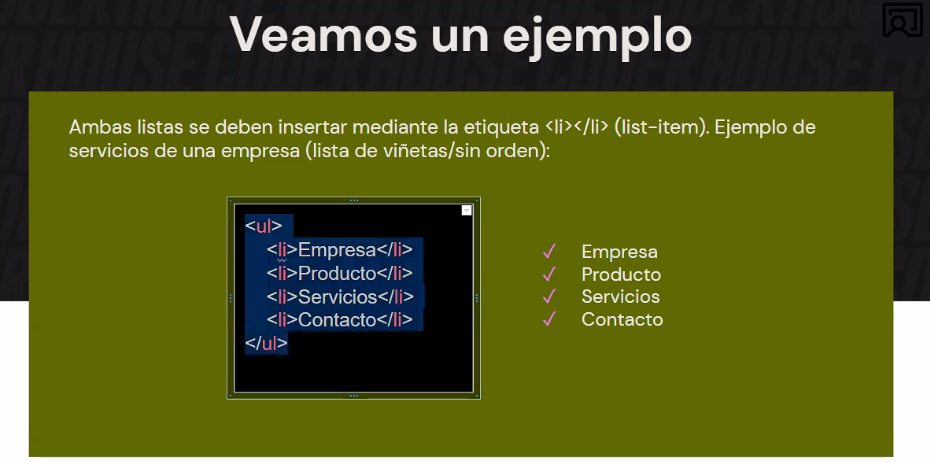 Veamos un ejemplo
Ambas listas se deben insertar mediante la etiqueta <li></li> (list-item). Ejemplo de
servicios de una empresa (lista de viñetas/sin orden):
<ul>
<li>Empresa</li>
<li>Producto</li>
<li>Servicios</li>
<li>Contacto</li>
</ul>
✓ Empresa
✓ Producto
✓ Servicios
✓ Contacto